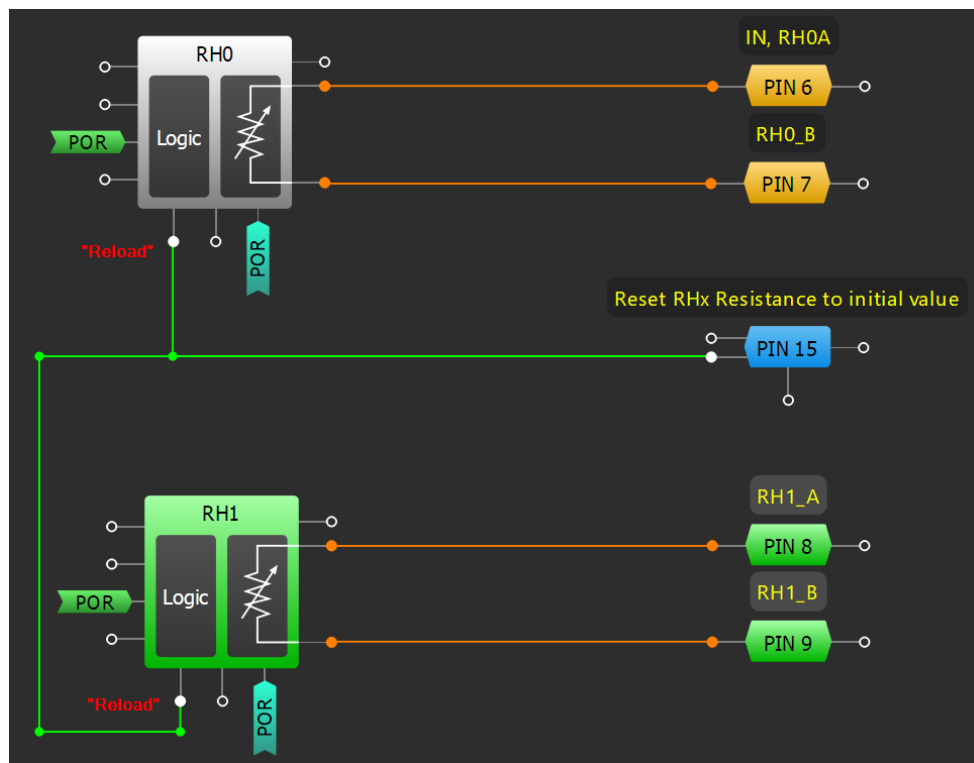 RH0
IN, RH0A
PIN 6
Logic
POR
RH0_B
PIN 7
"Reload"
POR
Reset RHx Resistance to initial value
PIN 15
RH1
RH1_A
PIN 8
Logic
POR
RH1_B
PIN 9
"Reload"
POR